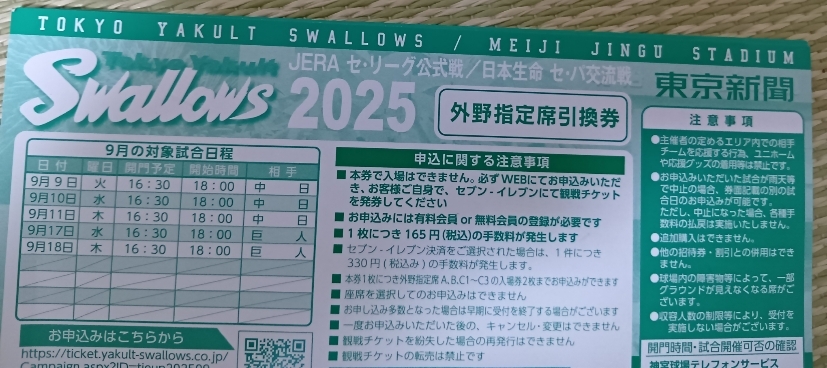 TOKYO YAKULT SWALLOWS / MEIJI JINGU STADIUM
Tokyo Yakult
Swallows
JERA セ・リーグ公式戦／日本生命 セ・パ交流戦
2025
外野指定席引換券
東京新聞
9月の対象試合日程
日付 曜日 開門予定 開始時間 相手
9月9日 火 16:30 18:00 中日
9月10日 水 16:30 18:00 中日
9月11日 木 16:30 18:00 中日
9月17日 水 16:30 18:00 巨人
9月18日 木 16:30 18:00 巨人
お申込みはこちらから
https://ticket.yakult-swallows.co.jp/
申込に関する注意事項
■本券で入場はできません。必ずWEBにてお申込みいただ
き、お客様ご自身で、セブン-イレブンにて観戦チケット
を発券してください
■お申込みには有料会員 or 無料会員の登録が必要です
■1枚につき165円(税込)の手数料が発生します
■セブン-イレブン決済をご選択された場合は、1件につき
330円(税込み)の手数料が発生します。
■本券1枚につき外野指定席A,B,C1〜C3の入場券2枚までお申込みができます
■座席を選択してのお申込みはできません
■お申し込み多数となった場合は早期に受付を終了する場合がございます
■一度お申込みいただいた後の、キャンセル・変更はできません
■観戦チケットを紛失した場合の再発行はできません
■観戦チケットの転売は禁止です
注意事項
●主催者の定めるエリア内での相手
チームを応援する行為、ユニホーム
や応援グッズの着用等は禁止です。
●お申込みいただいた試合が雨天等
で中止の場合、券面記載の別の試
合日のお申込みが可能です。
ただし、中止になった場合、各種手
数料の払戻は実施いたしません。
●追加購入はできません。
●他の招待券・割引との併用はでき
ません。
●球場内の障害物等によって、一部
グラウンドが見えなくなる席がご
ざいます。
●収容人数の制限等により、受付を
実施しない場合がございます。
開門時間・試合開催可否の確認
神宮球場テレフォンサービス